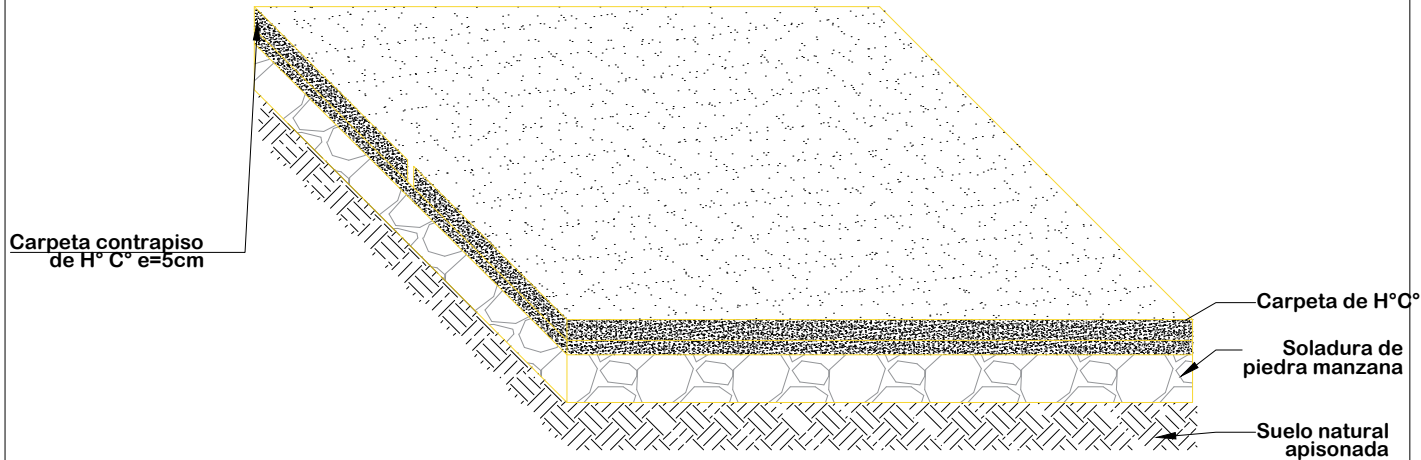 Carpeta contrapiso
de H° C° e=5cm
Carpeta de H°C°
Soladura de
piedra manzana
Suelo natural
apisonada